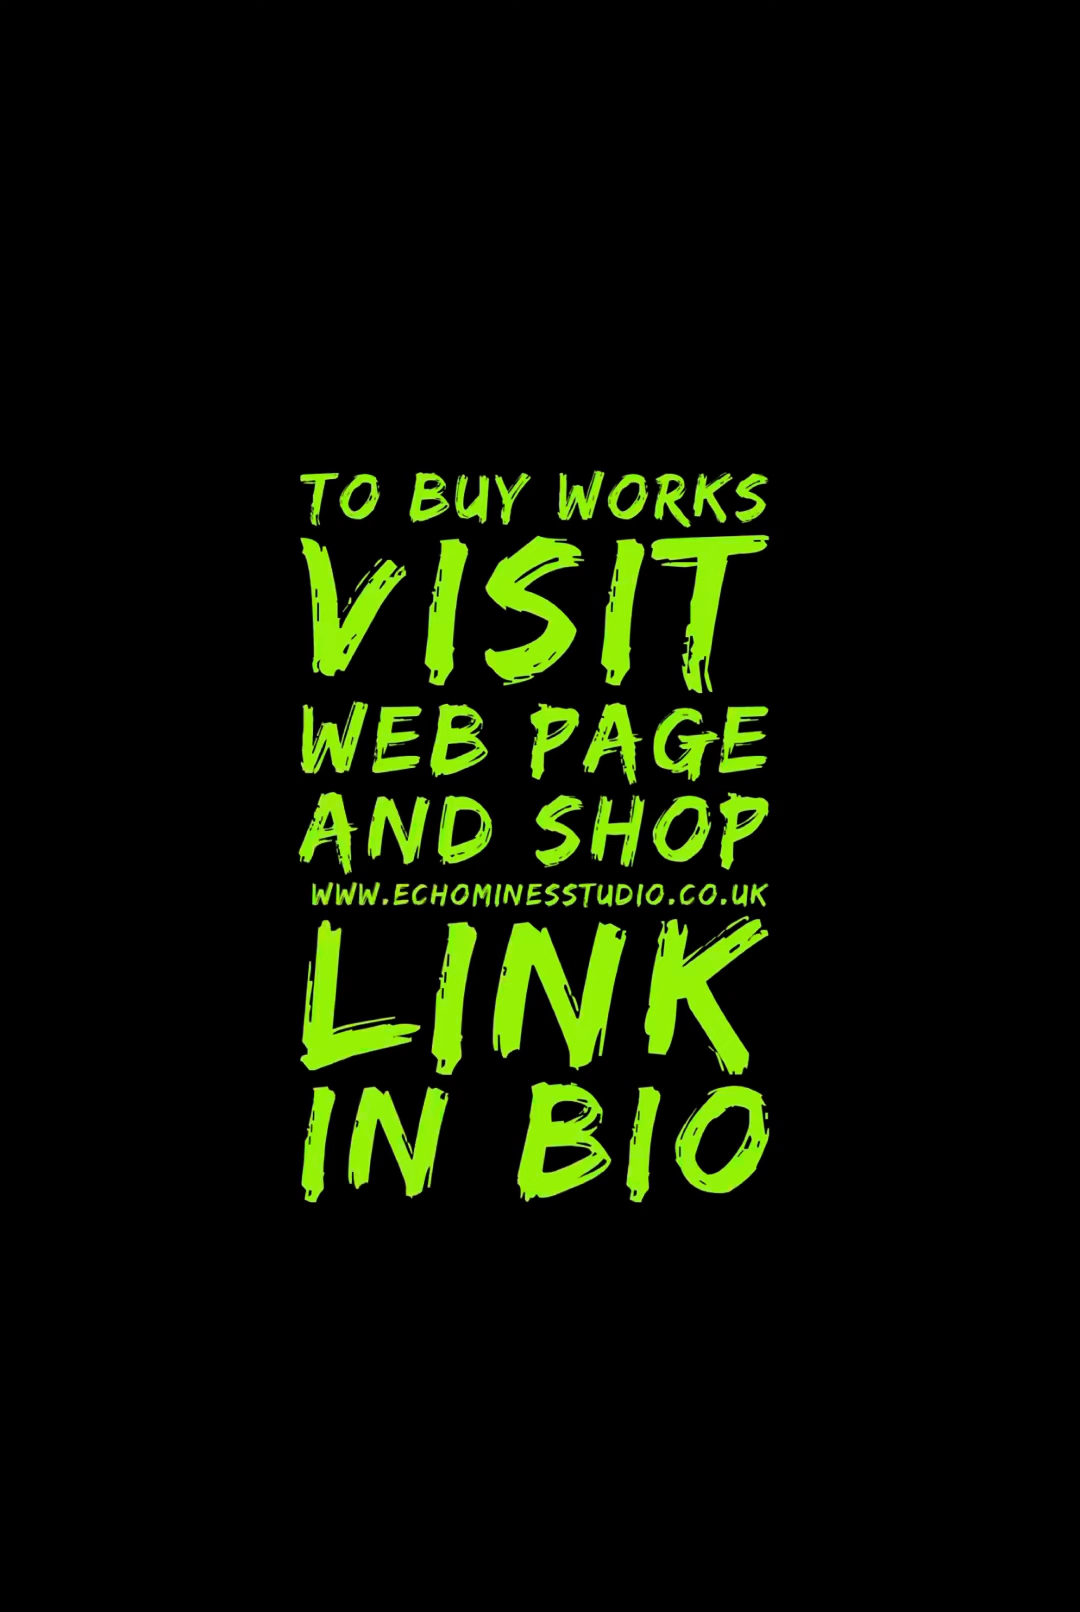 TO BUY WORKS
VISIT
WEB PAGE
AND SHOP
WWW.ECHOMINESSTUDIO.CO.UK
LINK
IN BIO